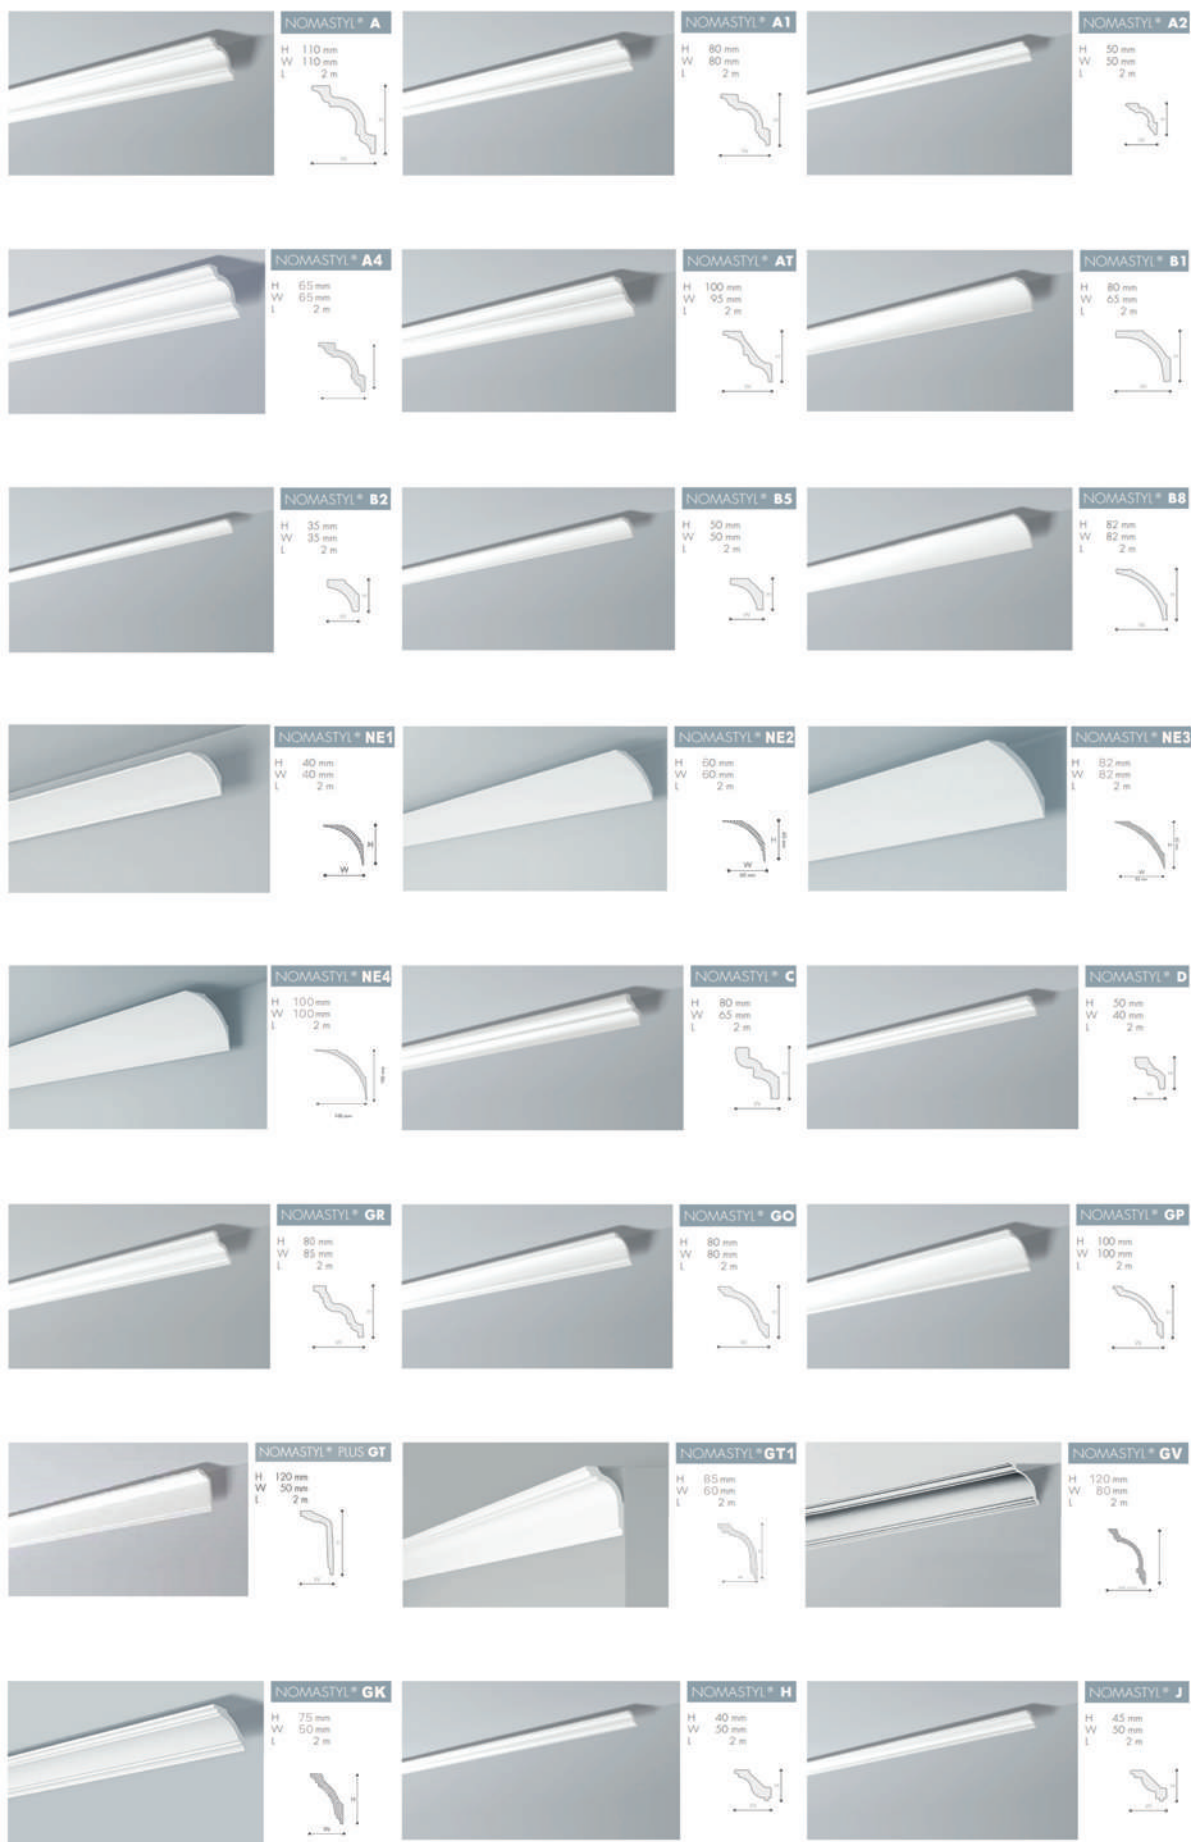 NOMASTYL® A
H 110 mm
W 110 mm
L 2 m
NOMASTYL® A1
H 80 mm
W 80 mm
L 2 m
NOMASTYL® A2
H 50 mm
W 50 mm
L 2 m
NOMASTYL® A4
H 65 mm
W 65 mm
L 2 m
NOMASTYL® AT
H 100 mm
W 95 mm
L 2 m
NOMASTYL® B1
H 80 mm
W 65 mm
L 2 m
NOMASTYL® B2
H 35 mm
W 35 mm
L 2 m
NOMASTYL® B5
H 50 mm
W 50 mm
L 2 m
NOMASTYL® B8
H 82 mm
W 82 mm
L 2 m
NOMASTYL® NE1
H 40 mm
W 40 mm
L 2 m
H
W
NOMASTYL® NE2
H 60 mm
W 60 mm
L 2 m
H
W
NOMASTYL® NE3
H 82 mm
W 82 mm
L 2 m
H
W
NOMASTYL® NE4
H 100 mm
W 100 mm
L 2 m
100 mm
100 mm
NOMASTYL® C
H 80 mm
W 65 mm
L 2 m
NOMASTYL® D
H 50 mm
W 40 mm
L 2 m
NOMASTYL® GR
H 80 mm
W 85 mm
L 2 m
NOMASTYL® GO
H 80 mm
W 80 mm
L 2 m
NOMASTYL® GP
H 100 mm
W 100 mm
L 2 m
NOMASTYL® PLUS GT
H 120 mm
W 50 mm
L 2 m
NOMASTYL® GT1
H 85 mm
W 60 mm
L 2 m
NOMASTYL® GV
H 120 mm
W 80 mm
L 2 m
NOMASTYL® GK
H 75 mm
W 50 mm
L 2 m
H
W
NOMASTYL® H
H 40 mm
W 50 mm
L 2 m
NOMASTYL® J
H 45 mm
W 50 mm
L 2 m